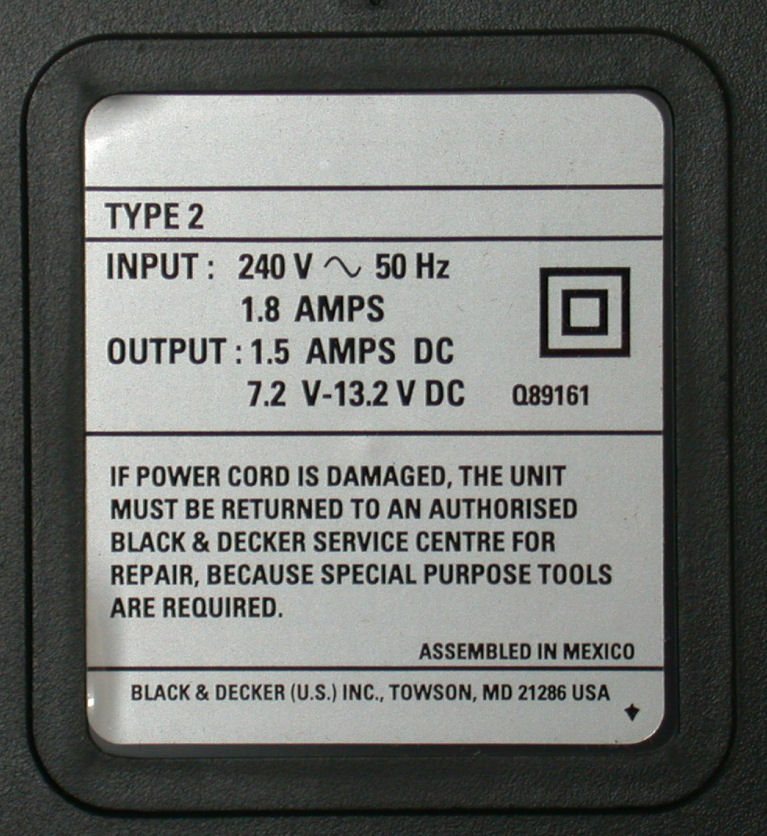 TYPE 2
INPUT : 240 V ∿ 50 Hz
1.8 AMPS
OUTPUT : 1.5 AMPS DC
7.2 V-13.2 V DC Q89161
IF POWER CORD IS DAMAGED, THE UNIT
MUST BE RETURNED TO AN AUTHORISED
BLACK & DECKER SERVICE CENTRE FOR
REPAIR, BECAUSE SPECIAL PURPOSE TOOLS
ARE REQUIRED.
ASSEMBLED IN MEXICO
BLACK & DECKER (U.S.) INC., TOWSON, MD 21286 USA